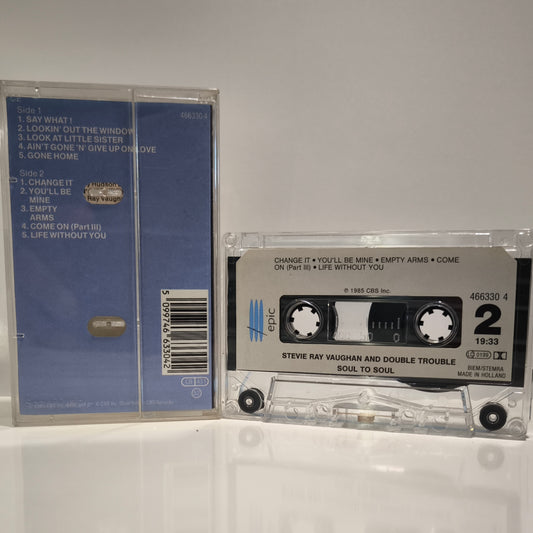 Side 1
1. SAY WHAT!
2. LOOKIN' OUT THE WINDOW
3. LOOK AT LITTLE SISTER
4. AIN'T GONE 'N' GIVE UP ON LOVE
5. GONE HOME
466330 4
Side 2
1. CHANGE IT
2. YOU'LL BE
MINE
3. EMPTY
ARMS
4. COME ON (Part III)
5. LIFE WITHOUT YOU
Ray Vaugh
5 099746 633042
CHANGE IT • YOU'LL BE MINE • EMPTY ARMS • COME
ON (Part III) • LIFE WITHOUT YOU
℗ 1985 CBS Inc.
466330 4
epic
2
19:33
STEVIE RAY VAUGHAN AND DOUBLE TROUBLE
SOUL TO SOUL
BIEM/STEMRA
MADE IN HOLLAND